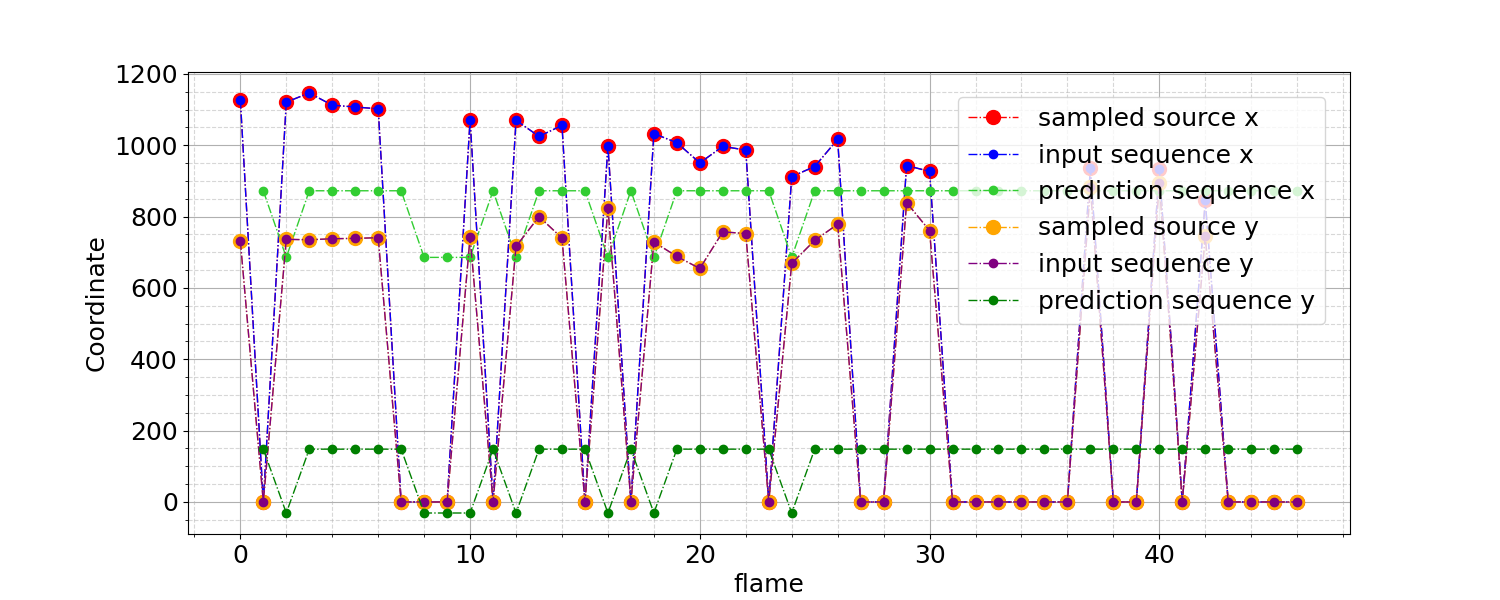 1200
1000
800
600
400
200
0
Coordinate
sampled source x
input sequence x
prediction sequence x
sampled source y
input sequence y
prediction sequence y
0 10 20 30 40
flame